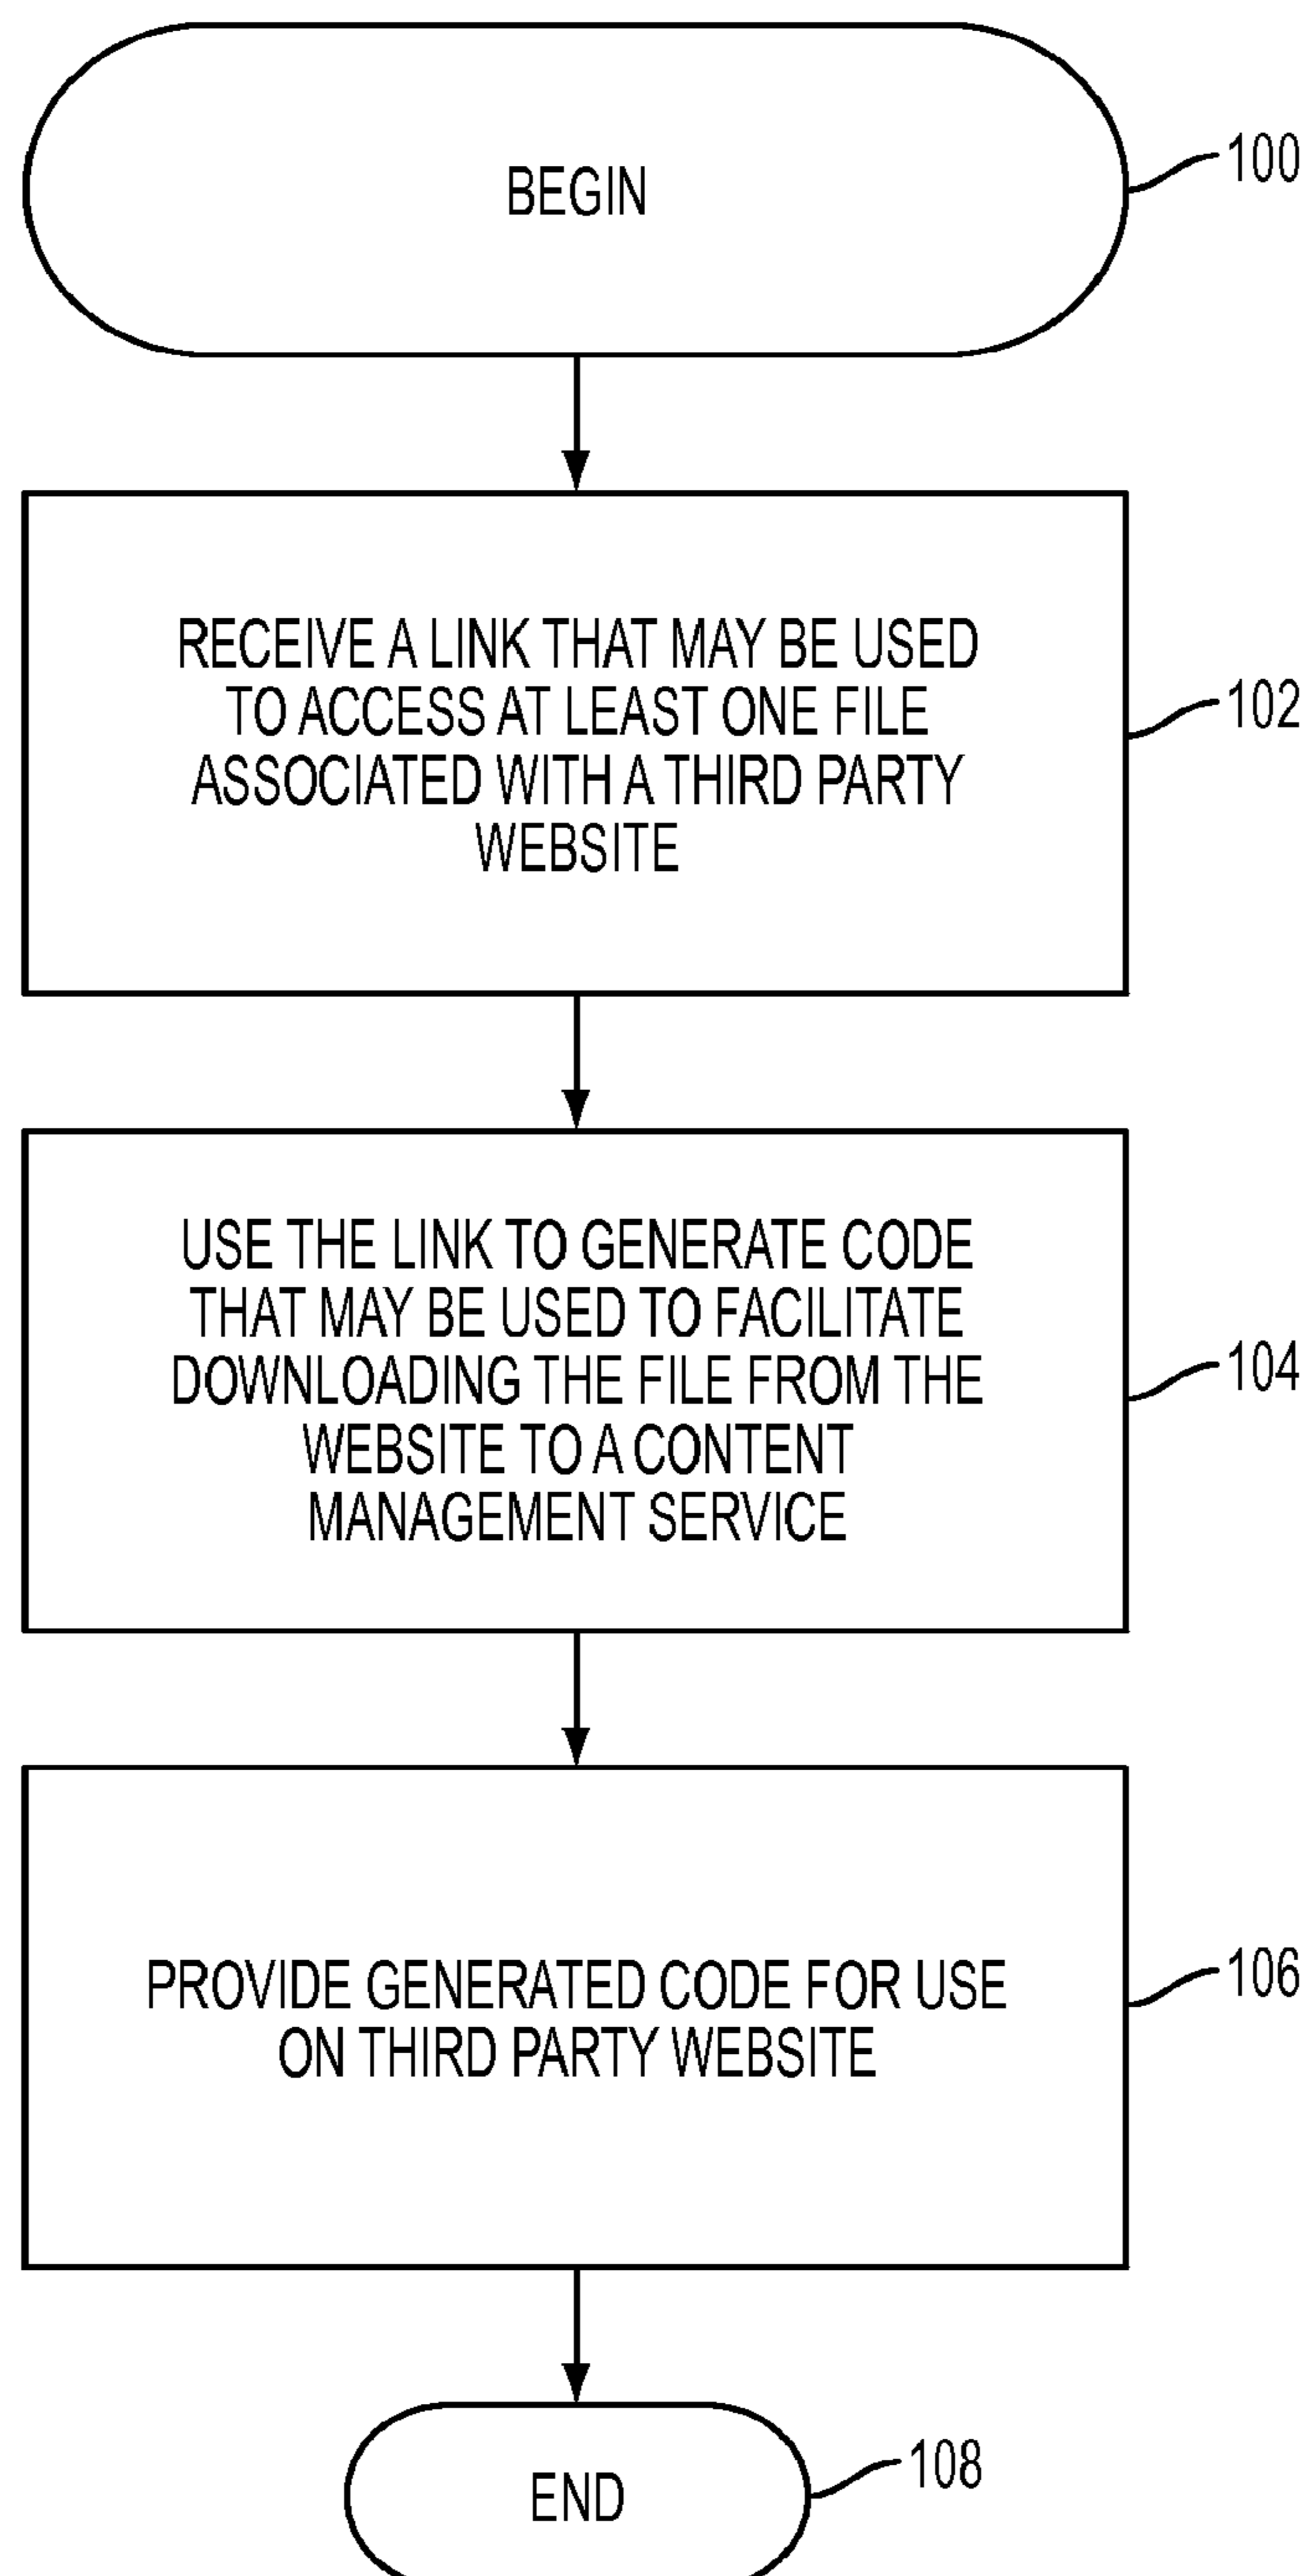 BEGIN
100
RECEIVE A LINK THAT MAY BE USED
TO ACCESS AT LEAST ONE FILE
ASSOCIATED WITH A THIRD PARTY
WEBSITE
102
USE THE LINK TO GENERATE CODE
THAT MAY BE USED TO FACILITATE
DOWNLOADING THE FILE FROM THE
WEBSITE TO A CONTENT
MANAGEMENT SERVICE
104
PROVIDE GENERATED CODE FOR USE
ON THIRD PARTY WEBSITE
106
END
108